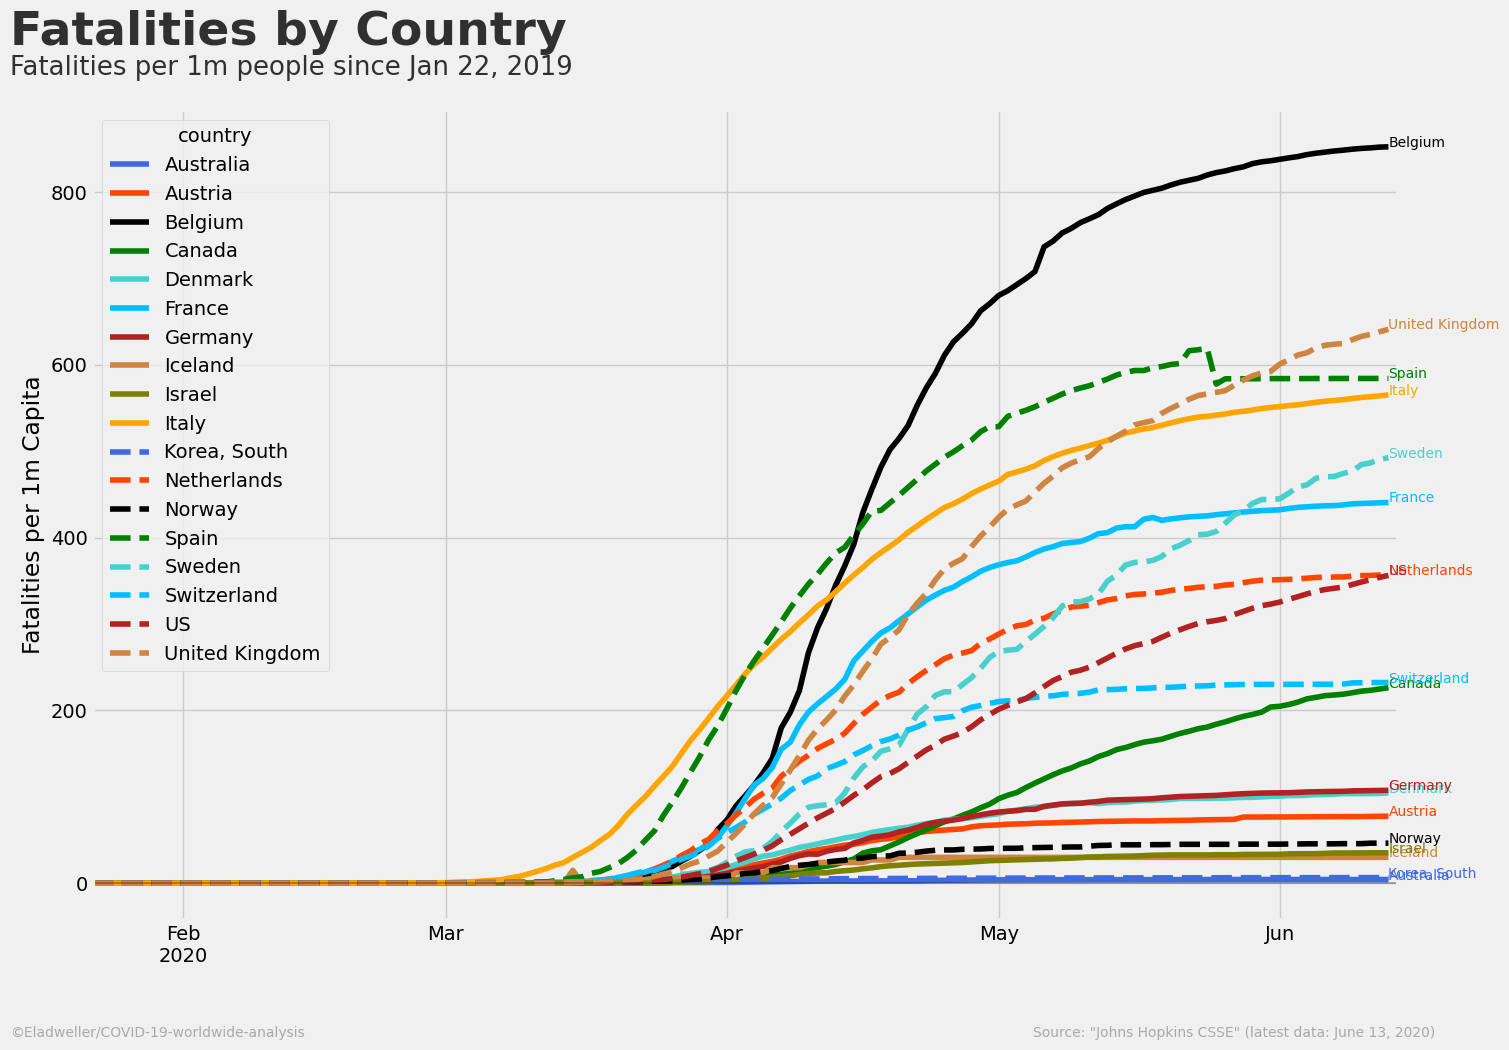 Fatalities by Country
Fatalities per 1m people since Jan 22, 2019
country
Australia
Austria
Belgium
Canada
Denmark
France
Germany
Iceland
Israel
Italy
Korea, South
Netherlands
Norway
Spain
Sweden
Switzerland
US
United Kingdom
Fatalities per 1m Capita
800
600
400
200
0
Feb
2020
Mar
Apr
May
Jun
Belgium
United Kingdom
Spain
Italy
Sweden
France
US
Netherlands
Switzerland
Canada
Germany
Denmark
Austria
Norway
Israel
Iceland
Korea, South
Australia
©Eladweller/COVID-19-worldwide-analysis
Source: "Johns Hopkins CSSE" (latest data: June 13, 2020)